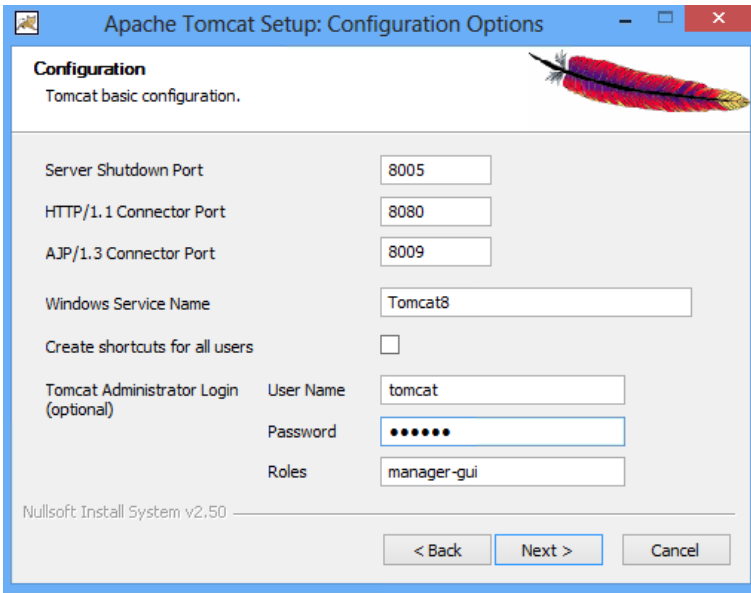 Apache Tomcat Setup: Configuration Options
Configuration
Tomcat basic configuration.
Server Shutdown Port 8005
HTTP/1.1 Connector Port 8080
AJP/1.3 Connector Port 8009
Windows Service Name Tomcat8
Create shortcuts for all users
Tomcat Administrator Login User Name tomcat
(optional)
Password ●●●●●●
Roles manager-gui
Nullsoft Install System v2.50
< Back Next > Cancel